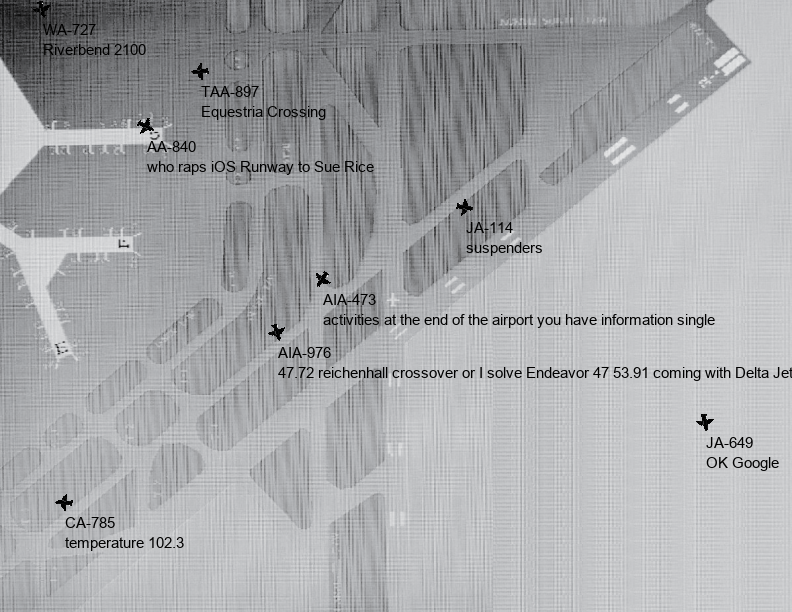 WA-727
Riverbend 2100
TAA-897
Equestria Crossing
AA-840
who raps iOS Runway to Sue Rice
JA-114
suspenders
AIA-473
activities at the end of the airport you have information single
AIA-976
47.72 reichenhall crossover or I solve Endeavor 47 53.91 coming with Delta Jet
JA-649
OK Google
CA-785
temperature 102.3